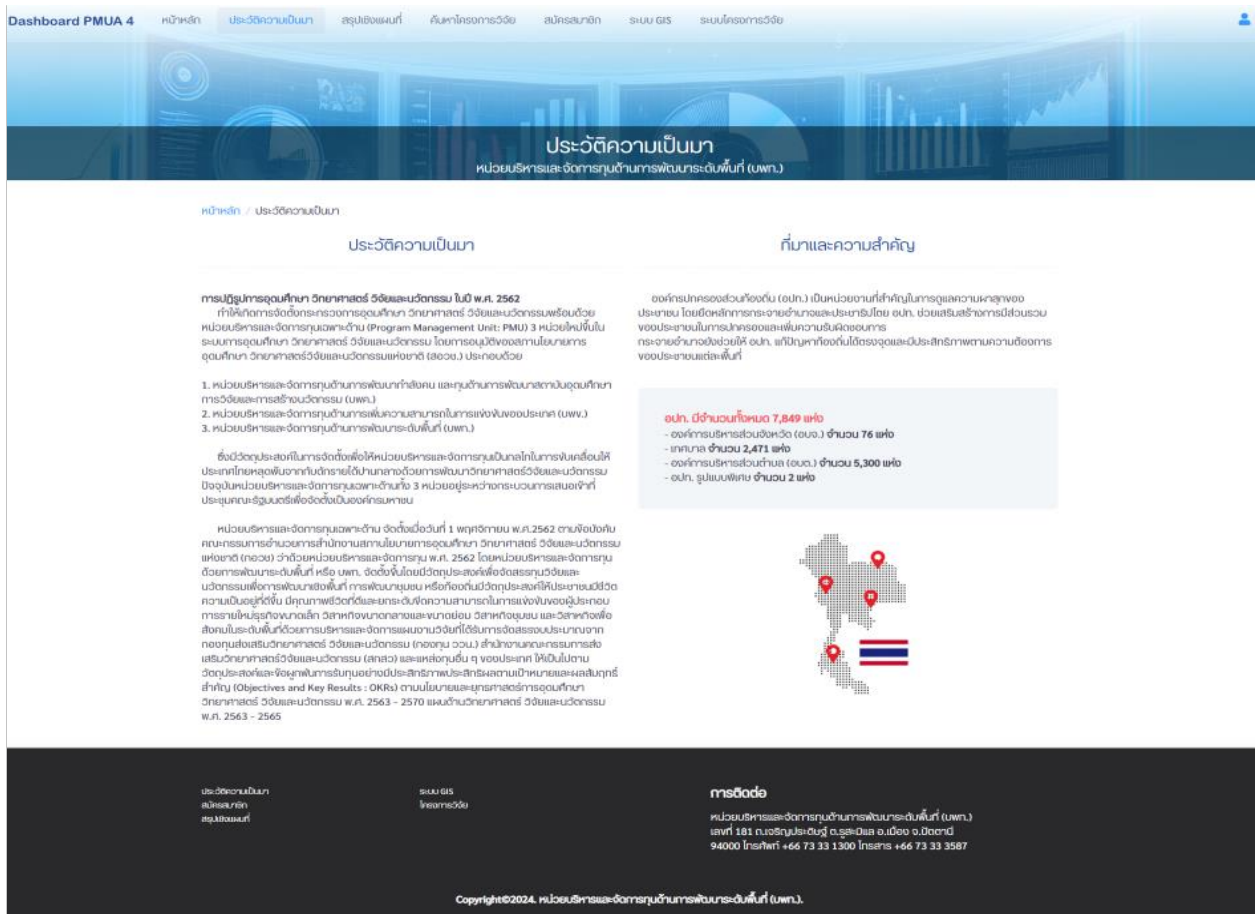 Dashboard PMUA 4
หน้าหลัก
ประวัติความเป็นมา
สรุปเชิงแผนที่
ค้นหาโครงการวิจัย
สมัครสมาชิก
ระบบ GIS
ระบบโครงการวิจัย
ประวัติความเป็นมา
หน่วยบริหารและจัดการทุนด้านการพัฒนาระดับพื้นที่ (บพท.)
หน้าหลัก / ประวัติความเป็นมา
ประวัติความเป็นมา
การปฏิรูปการอุดมศึกษา วิทยาศาสตร์ วิจัยและนวัตกรรม ในปี พ.ศ. 2562
ทำให้เกิดการจัดตั้งกระทรวงการอุดมศึกษา วิทยาศาสตร์ วิจัยและนวัตกรรมพร้อมด้วย
หน่วยบริหารและจัดการทุนเฉพาะด้าน (Program Management Unit: PMU) 3 หน่วยใหม่ขึ้นใน
ระบบการอุดมศึกษา วิทยาศาสตร์ วิจัยและนวัตกรรม โดยการอนุมัติของสภานโยบายการ
อุดมศึกษา วิทยาศาสตร์วิจัยและนวัตกรรมแห่งชาติ (สอวช.) ประกอบด้วย
1. หน่วยบริหารและจัดการทุนด้านการพัฒนากำลังคน และทุนด้านการพัฒนาสถาบันอุดมศึกษา
การวิจัยและการสร้างนวัตกรรม (บพค.)
2. หน่วยบริหารและจัดการทุนด้านการเพิ่มความสามารถในการแข่งขันของประเทศ (บพข.)
3. หน่วยบริหารและจัดการทุนด้านการพัฒนาระดับพื้นที่ (บพท.)
ซึ่งมีวัตถุประสงค์ในการจัดตั้งเพื่อให้หน่วยบริหารและจัดการทุนเป็นกลไกในการขับเคลื่อนให้
ประเทศไทยหลุดพ้นจากกับดักรายได้ปานกลางด้วยการพัฒนาวิทยาศาสตร์วิจัยและนวัตกรรม
ปัจจุบันหน่วยบริหารและจัดการทุนเฉพาะด้านทั้ง 3 หน่วยอยู่ระหว่างกระบวนการเสนอเข้าที่
ประชุมคณะรัฐมนตรีเพื่อจัดตั้งเป็นองค์กรมหาชน
หน่วยบริหารและจัดการทุนเฉพาะด้าน จัดตั้งเมื่อวันที่ 1 พฤศจิกายน พ.ศ.2562 ตามข้อบังคับ
คณะกรรมการอำนวยการสำนักงานสภานโยบายการอุดมศึกษา วิทยาศาสตร์ วิจัยและนวัตกรรม
แห่งชาติ (กอวช) ว่าด้วยหน่วยบริหารและจัดการทุน พ.ศ. 2562 โดยหน่วยบริหารและจัดการทุน
ด้วยการพัฒนาระดับพื้นที่ หรือ บพท. จัดตั้งขึ้นโดยมีวัตถุประสงค์เพื่อจัดสรรทุนวิจัยและ
นวัตกรรมเพื่อการพัฒนาเชิงพื้นที่ การพัฒนาชุมชน หรือท้องถิ่นมีวัตถุประสงค์ให้ประชาชนมีชีวิต
ความเป็นอยู่ที่ดีขึ้น มีคุณภาพชีวิตที่ดีและยกระดับขีดความสามารถในการแข่งขันของผู้ประกอบ
การรายใหม่ธุรกิจขนาดเล็ก วิสาหกิจขนาดกลางและขนาดย่อม วิสาหกิจชุมชน และวิสาหกิจเพื่อ
สังคมในระดับพื้นที่ด้วยการบริหารและจัดการแผนงานวิจัยที่ได้รับการจัดสรรงบประมาณจาก
กองทุนส่งเสริมวิทยาศาสตร์ วิจัยและนวัตกรรม (กองทุน ววน.) สำนักงานคณะกรรมการส่ง
เสริมวิทยาศาสตร์วิจัยและนวัตกรรม (สกสว) และแหล่งทุนอื่น ๆ ของประเทศ ให้เป็นไปตาม
วัตถุประสงค์และข้อผูกพันการรับทุนอย่างมีประสิทธิภาพประสิทธิผลตามเป้าหมายและผลสัมฤทธิ์
สำคัญ (Objectives and Key Results : OKRs) ตามนโยบายและยุทธศาสตร์การอุดมศึกษา
วิทยาศาสตร์ วิจัยและนวัตกรรม พ.ศ. 2563 - 2570 แผนด้านวิทยาศาสตร์ วิจัยและนวัตกรรม
พ.ศ. 2563 - 2565
ที่มาและความสำคัญ
องค์กรปกครองส่วนท้องถิ่น (อปท.) เป็นหน่วยงานที่สำคัญในการดูแลความผาสุกของ
ประชาชน โดยยึดหลักการกระจายอำนาจและประชาธิปไตย อปท. ช่วยเสริมสร้างการมีส่วนรวม
ของประชาชนในการปกครองและเพิ่มความรับผิดชอบการ
กระจายอำนาจยังช่วยให้ อปท. แก้ปัญหาท้องถิ่นได้ตรงจุดและมีประสิทธิภาพตามความต้องการ
ของประชาชนแต่ละพื้นที่
อปท. มีจำนวนทั้งหมด 7,849 แห่ง
- องค์การบริหารส่วนจังหวัด (อบจ.) จำนวน 76 แห่ง
- เทศบาล จำนวน 2,471 แห่ง
- องค์การบริหารส่วนตำบล (อบต.) จำนวน 5,300 แห่ง
- อปท. รูปแบบพิเศษ จำนวน 2 แห่ง
ประวัติความเป็นมา
สมัครสมาชิก
สรุปเชิงแผนที่
ระบบ GIS
โครงการวิจัย
การติดต่อ
หน่วยบริหารและจัดการทุนด้านการพัฒนาระดับพื้นที่ (บพท.)
เลขที่ 181 ถ.เจริญประดิษฐ์ ต.รูสะมิแล อ.เมือง จ.ปัตตานี
94000 โทรศัพท์ +66 73 33 1300 โทรสาร +66 73 33 3587
Copyright©2024. หน่วยบริหารและจัดการทุนด้านการพัฒนาระดับพื้นที่ (บพท.).